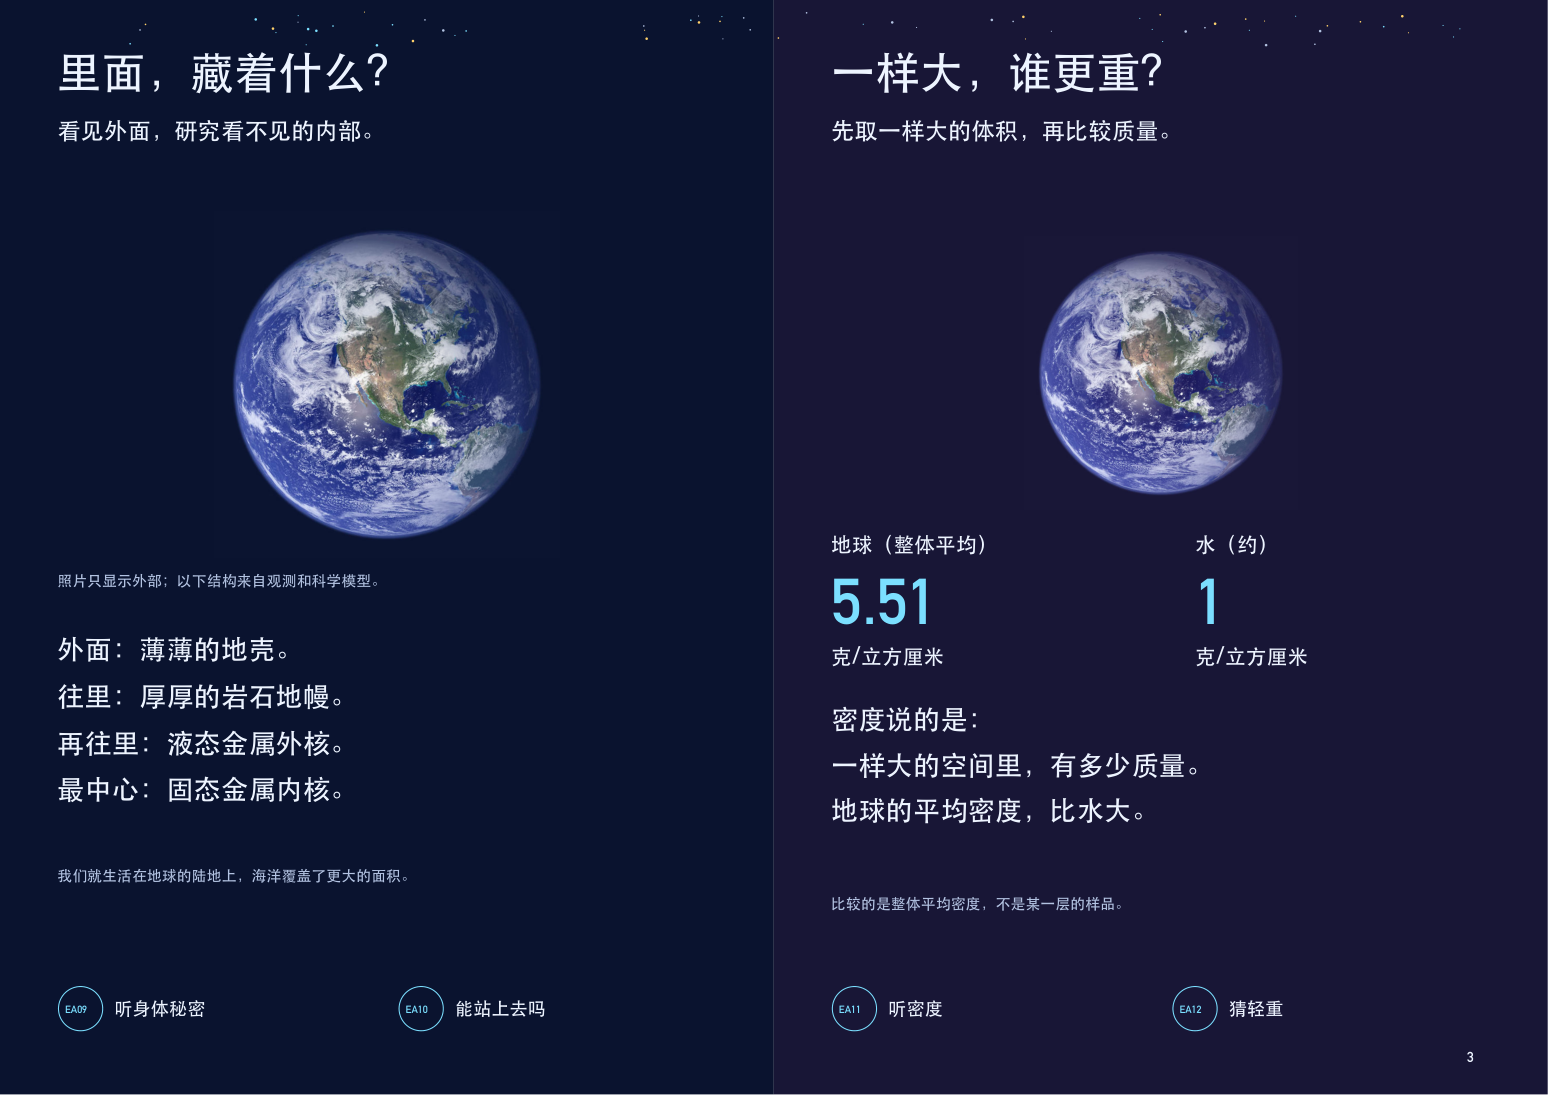 里面，藏着什么？
看见外面，研究看不见的内部。
照片只显示外部；以下结构来自观测和科学模型。
外面：薄薄的地壳。
往里：厚厚的岩石地幔。
再往里：液态金属外核。
最中心：固态金属内核。
我们就生活在地球的陆地上，海洋覆盖了更大的面积。
EA09 听身体秘密
EA10 能站上去吗
一样大，谁更重？
先取一样大的体积，再比较质量。
地球（整体平均）
5.51
克/立方厘米
水（约）
1
克/立方厘米
密度说的是：
一样大的空间里，有多少质量。
地球的平均密度，比水大。
比较的是整体平均密度，不是某一层的样品。
EA11 听密度
EA12 猜轻重
3